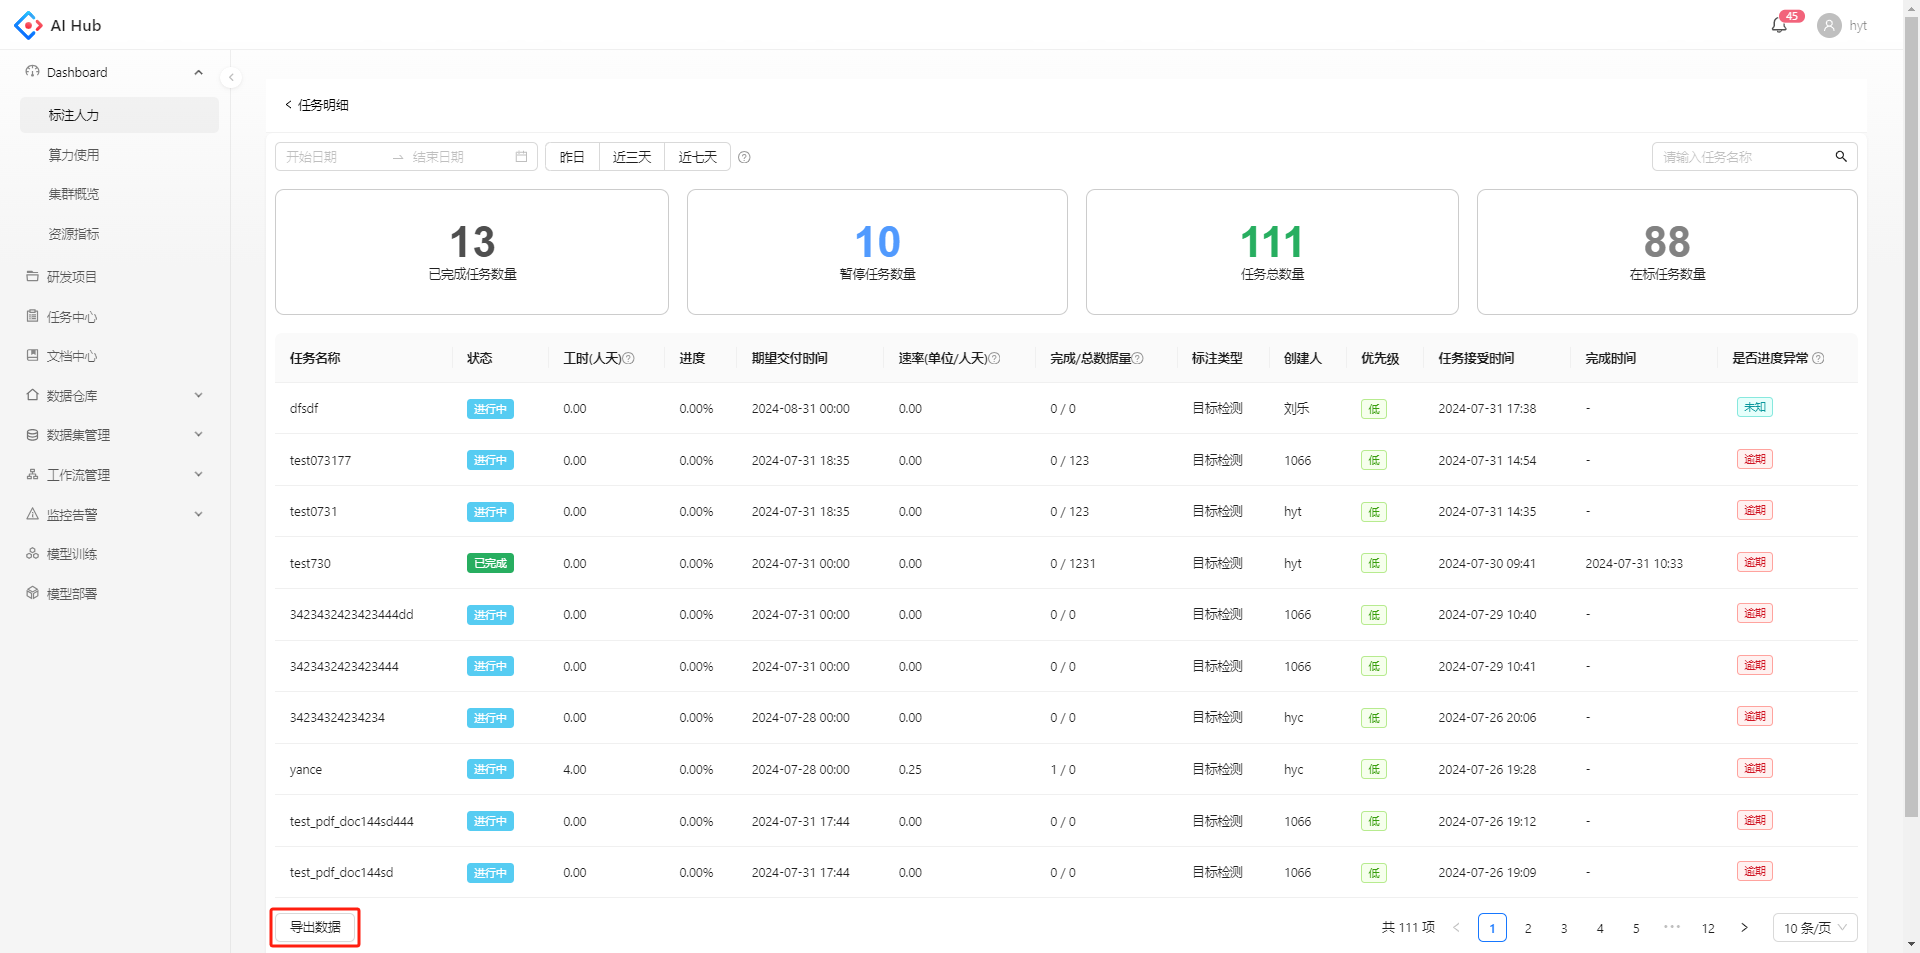 AI Hub
45
hyt
Dashboard
标注人力
算力使用
集群概览
资源指标
研发项目
任务中心
文档中心
数据仓库
数据集管理
工作流管理
监控告警
模型训练
模型部署
任务明细
开始日期 → 结束日期 昨日 近三天 近七天 请输入任务名称
13 10 111 88
已完成任务数量 暂停任务数量 任务总数量 在标任务数量
任务名称 状态 工时(人天) 进度 期望交付时间 速率(单位/人天) 完成/总数据量 标注类型 创建人 优先级 任务接受时间 完成时间 是否进度异常
dfsdf 进行中 0.00 0.00% 2024-08-31 00:00 0.00 0 / 0 目标检测 刘乐 低 2024-07-31 17:38 - 未知
test073177 进行中 0.00 0.00% 2024-07-31 18:35 0.00 0 / 123 目标检测 1066 低 2024-07-31 14:54 - 逾期
test0731 进行中 0.00 0.00% 2024-07-31 18:35 0.00 0 / 123 目标检测 hyt 低 2024-07-31 14:35 - 逾期
test730 已完成 0.00 0.00% 2024-07-31 00:00 0.00 0 / 1231 目标检测 hyt 低 2024-07-30 09:41 2024-07-31 10:33 逾期
3423432423423444dd 进行中 0.00 0.00% 2024-07-31 00:00 0.00 0 / 0 目标检测 1066 低 2024-07-29 10:40 - 逾期
3423432423423444 进行中 0.00 0.00% 2024-07-31 00:00 0.00 0 / 0 目标检测 1066 低 2024-07-29 10:41 - 逾期
34234324234234 进行中 0.00 0.00% 2024-07-28 00:00 0.00 0 / 0 目标检测 hyc 低 2024-07-26 20:06 - 逾期
yance 进行中 4.00 0.00% 2024-07-28 00:00 0.25 1 / 0 目标检测 hyc 低 2024-07-26 19:28 - 逾期
test_pdf_doc144sd444 进行中 0.00 0.00% 2024-07-31 17:44 0.00 0 / 0 目标检测 1066 低 2024-07-26 19:12 - 逾期
test_pdf_doc144sd 进行中 0.00 0.00% 2024-07-31 17:44 0.00 0 / 0 目标检测 1066 低 2024-07-26 19:09 - 逾期
导出数据 共 111 项 < 1 2 3 4 5 ••• 12 > 10 条/页